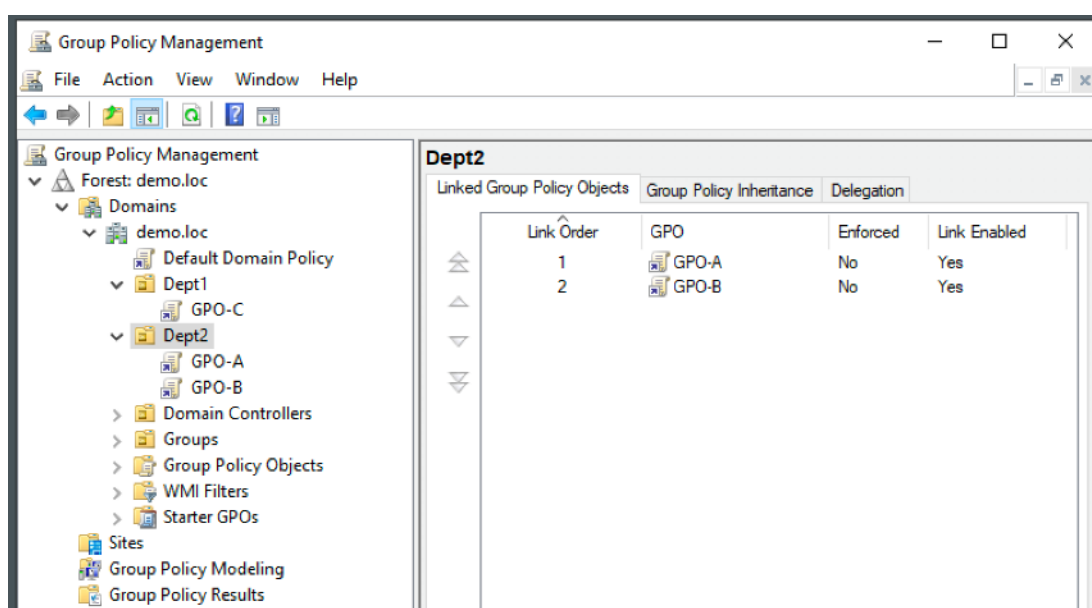 Group Policy Management
File Action View Window Help
Group Policy Management
Forest: demo.loc
Domains
demo.loc
Default Domain Policy
Dept1
GPO-C
Dept2
GPO-A
GPO-B
Domain Controllers
Groups
Group Policy Objects
WMI Filters
Starter GPOs
Sites
Group Policy Modeling
Group Policy Results
Dept2
Linked Group Policy Objects Group Policy Inheritance Delegation
Link Order GPO Enforced Link Enabled
1 GPO-A No Yes
2 GPO-B No Yes